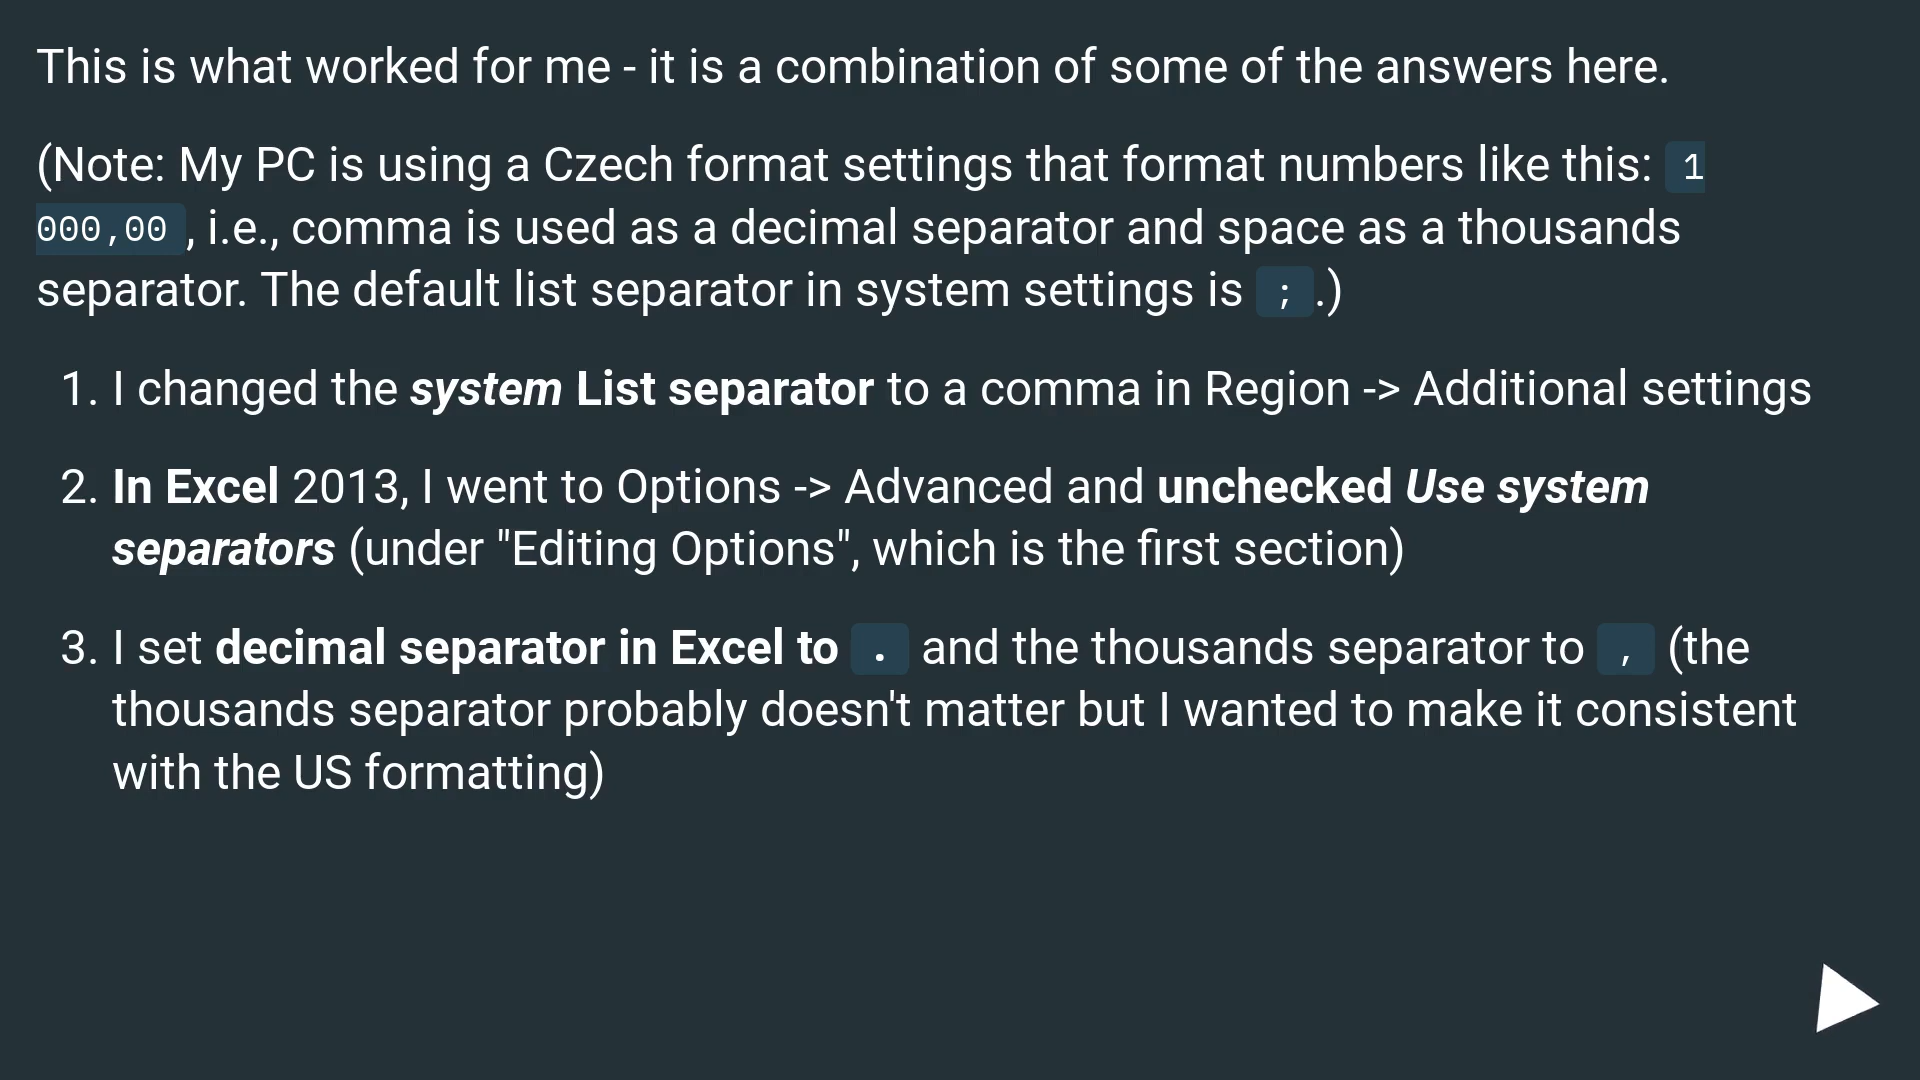 This is what worked for me - it is a combination of some of the answers here.
(Note: My PC is using a Czech format settings that format numbers like this: 1
000,00 , i.e., comma is used as a decimal separator and space as a thousands
separator. The default list separator in system settings is ; .)
1. I changed the system List separator to a comma in Region -> Additional settings
2. In Excel 2013, I went to Options -> Advanced and unchecked Use system
separators (under "Editing Options", which is the first section)
3. I set decimal separator in Excel to . and the thousands separator to , (the
thousands separator probably doesn't matter but I wanted to make it consistent
with the US formatting)